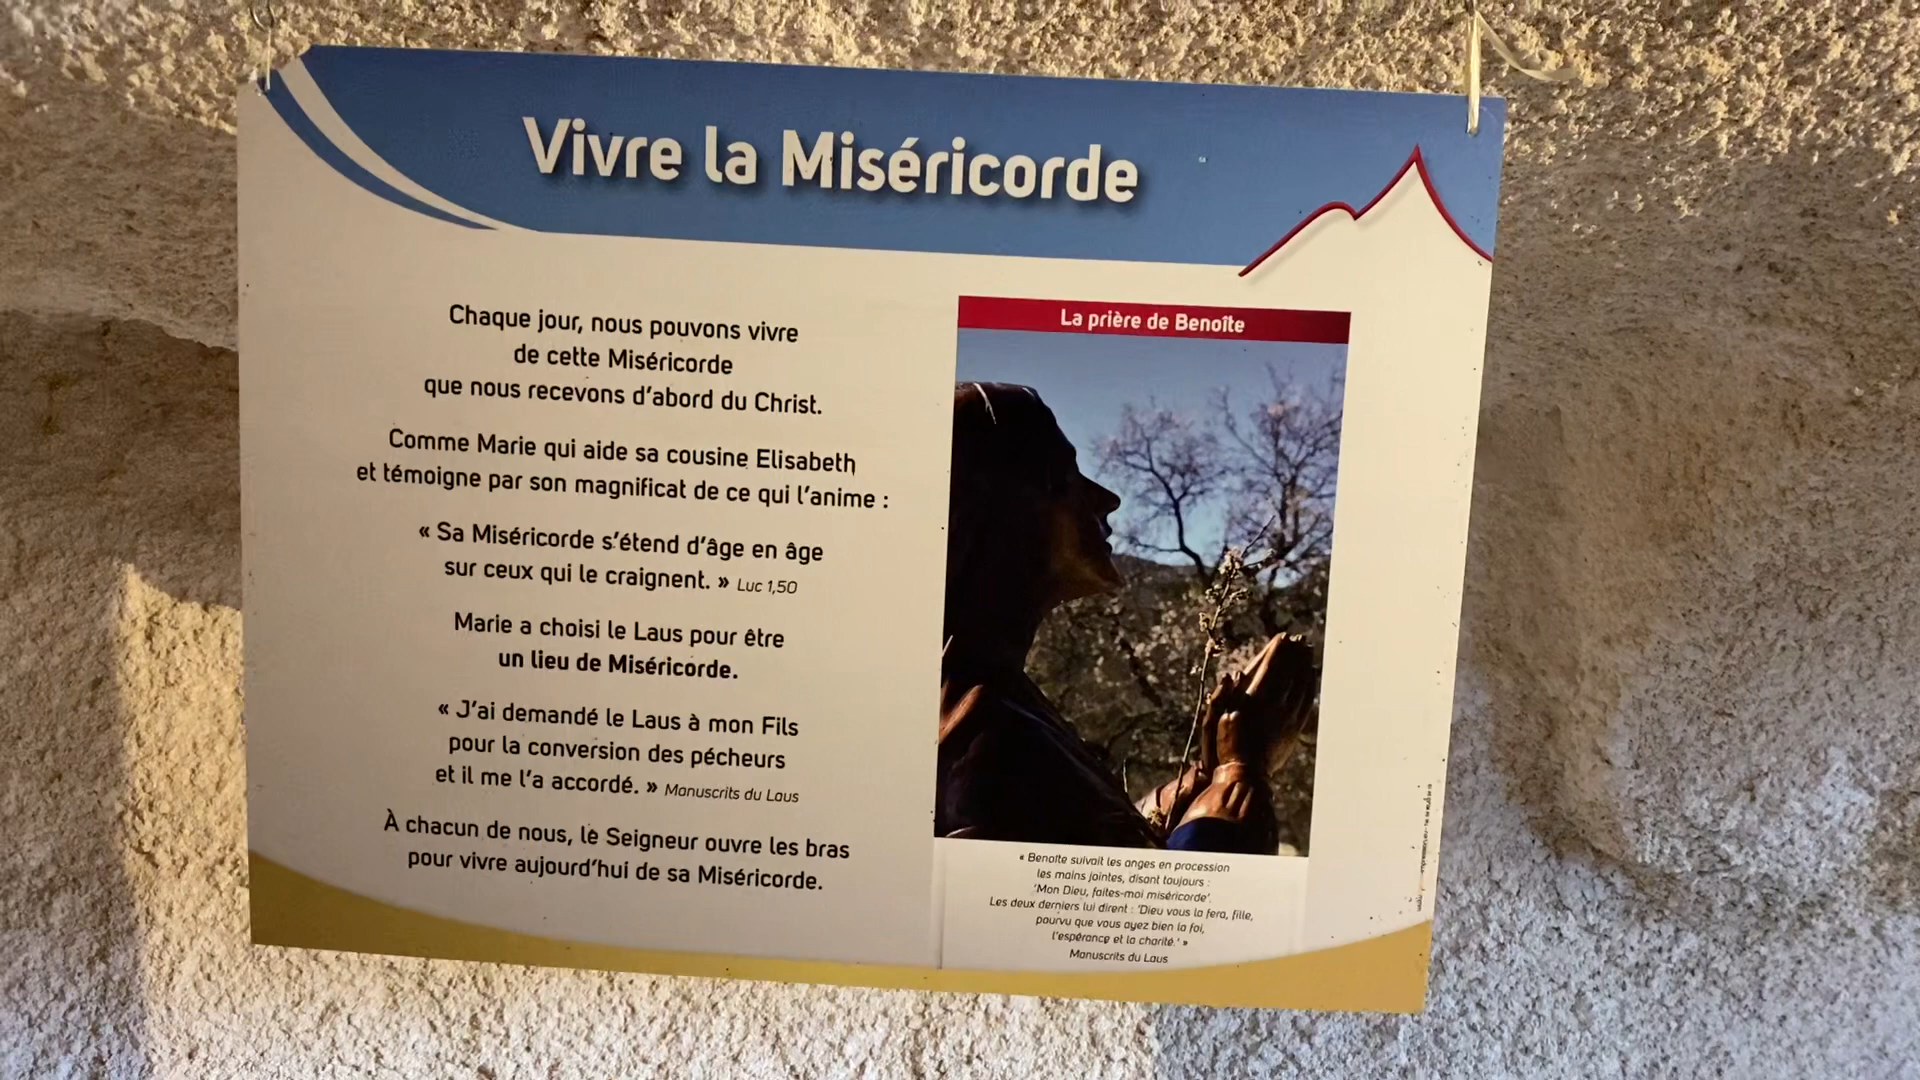 Vivre la Miséricorde
Chaque jour, nous pouvons vivre
de cette Miséricorde
que nous recevons d'abord du Christ.
Comme Marie qui aide sa cousine Elisabeth
et témoigne par son magnificat de ce qui l'anime :
« Sa Miséricorde s'étend d'âge en âge
sur ceux qui le craignent. » Luc 1,50
Marie a choisi le Laus pour être
un lieu de Miséricorde.
« J'ai demandé le Laus à mon Fils
pour la conversion des pécheurs
et il me l'a accordé. » Manuscrits du Laus
À chacun de nous, le Seigneur ouvre les bras
pour vivre aujourd'hui de sa Miséricorde.
La prière de Benoîte
« Benoîte suivait les anges en procession
les mains jointes, disant toujours :
'Mon Dieu, faites-moi miséricorde'.
Les deux derniers lui dirent : 'Dieu vous la fera, fille,
pourvu que vous ayez bien la foi,
l'espérance et la charité.' »
Manuscrits du Laus